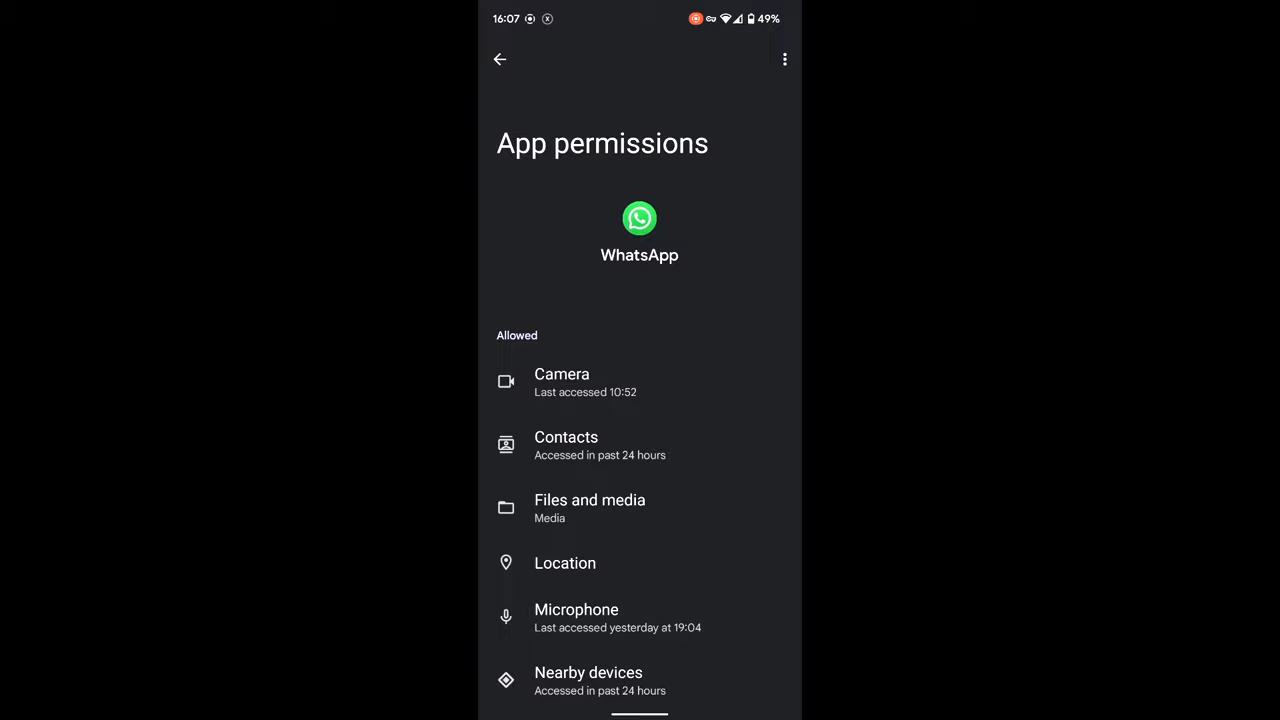 16:07 49%
App permissions
WhatsApp
Allowed
Camera
Last accessed 10:52
Contacts
Accessed in past 24 hours
Files and media
Media
Location
Microphone
Last accessed yesterday at 19:04
Nearby devices
Accessed in past 24 hours